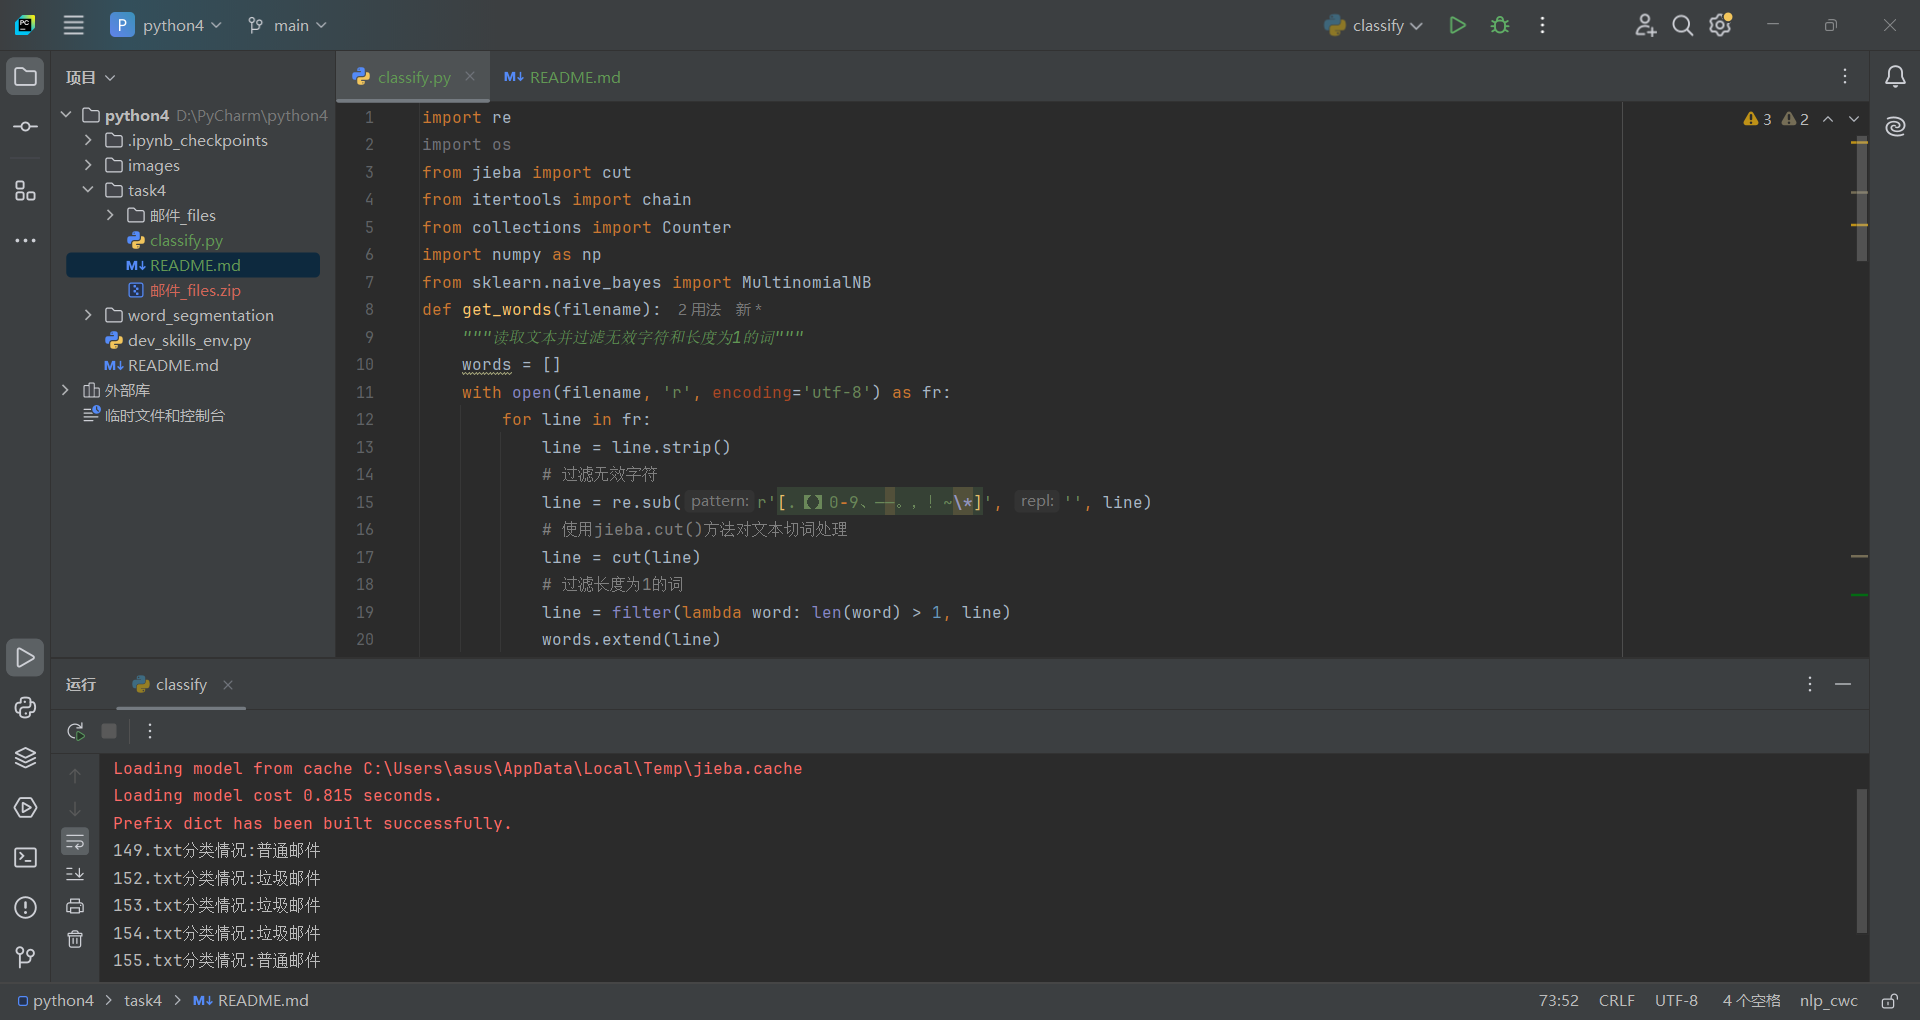 P python4 main classify
项目
classify.py
README.md
python4 D:\PyCharm\python4
.ipynb_checkpoints
images
task4
邮件_files
classify.py
README.md
邮件_files.zip
word_segmentation
dev_skills_env.py
README.md
外部库
临时文件和控制台
3 2
1 import re
2 import os
3 from jieba import cut
4 from itertools import chain
5 from collections import Counter
6 import numpy as np
7 from sklearn.naive_bayes import MultinomialNB
8 def get_words(filename): 2 用法 新 *
9 """读取文本并过滤无效字符和长度为1的词"""
10 words = []
11 with open(filename, 'r', encoding='utf-8') as fr:
12 for line in fr:
13 line = line.strip()
14 # 过滤无效字符
15 line = re.sub( pattern: r'[.【】0-9、——。，！~\*]', repl: '', line)
16 # 使用jieba.cut()方法对文本切词处理
17 line = cut(line)
18 # 过滤长度为1的词
19 line = filter(lambda word: len(word) > 1, line)
20 words.extend(line)
运行 classify
Loading model from cache C:\Users\asus\AppData\Local\Temp\jieba.cache
Loading model cost 0.815 seconds.
Prefix dict has been built successfully.
149.txt分类情况:普通邮件
152.txt分类情况:垃圾邮件
153.txt分类情况:垃圾邮件
154.txt分类情况:垃圾邮件
155.txt分类情况:普通邮件
python4 > task4 > README.md 73:52 CRLF UTF-8 4 个空格 nlp_cwc